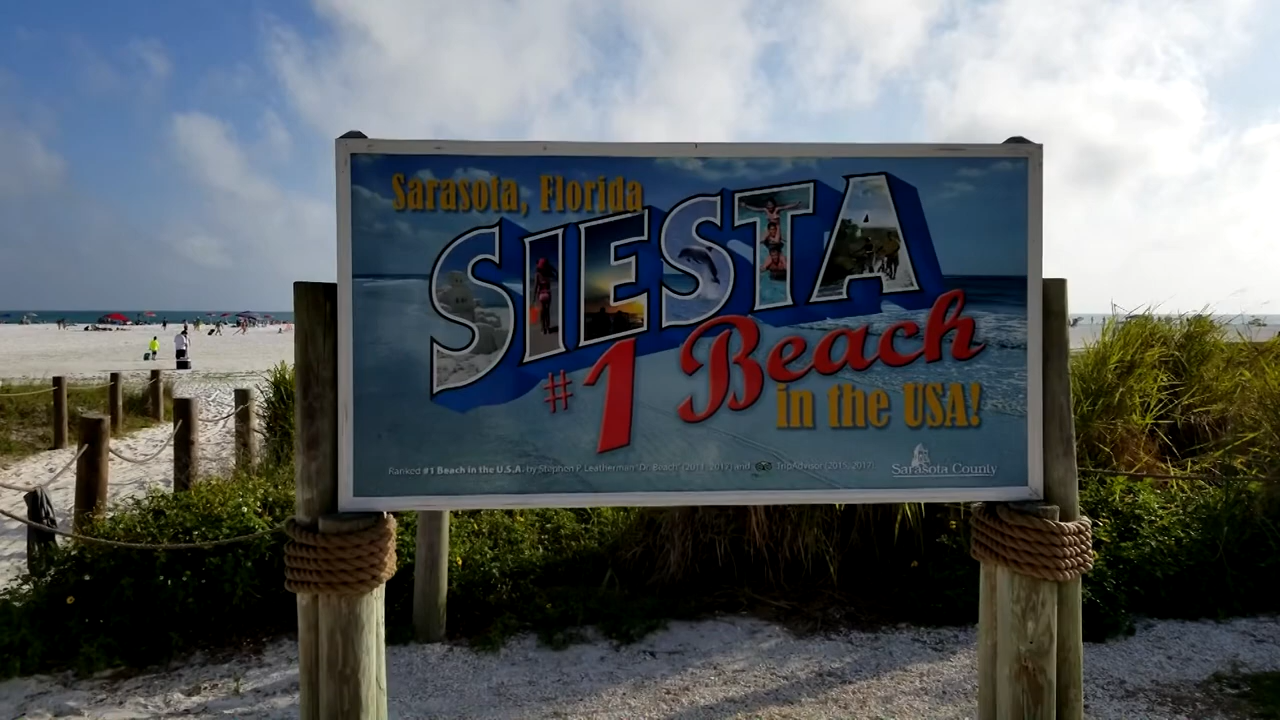 Sarasota, Florida
SIESTA
#1 Beach
in the USA!
Ranked #1 Beach in the U.S.A. by Stephen P. Leatherman "Dr. Beach" (2011, 2017) and TripAdvisor (2015, 2017)
Sarasota County